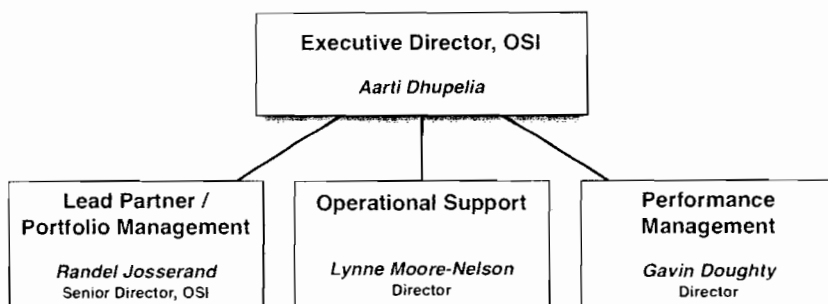 Executive Director, OSI
Aarti Dhupelia
Lead Partner /
Portfolio Management
Randel Josserand
Senior Director, OSI
Operational Support
Lynne Moore-Nelson
Director
Performance
Management
Gavin Doughty
Director